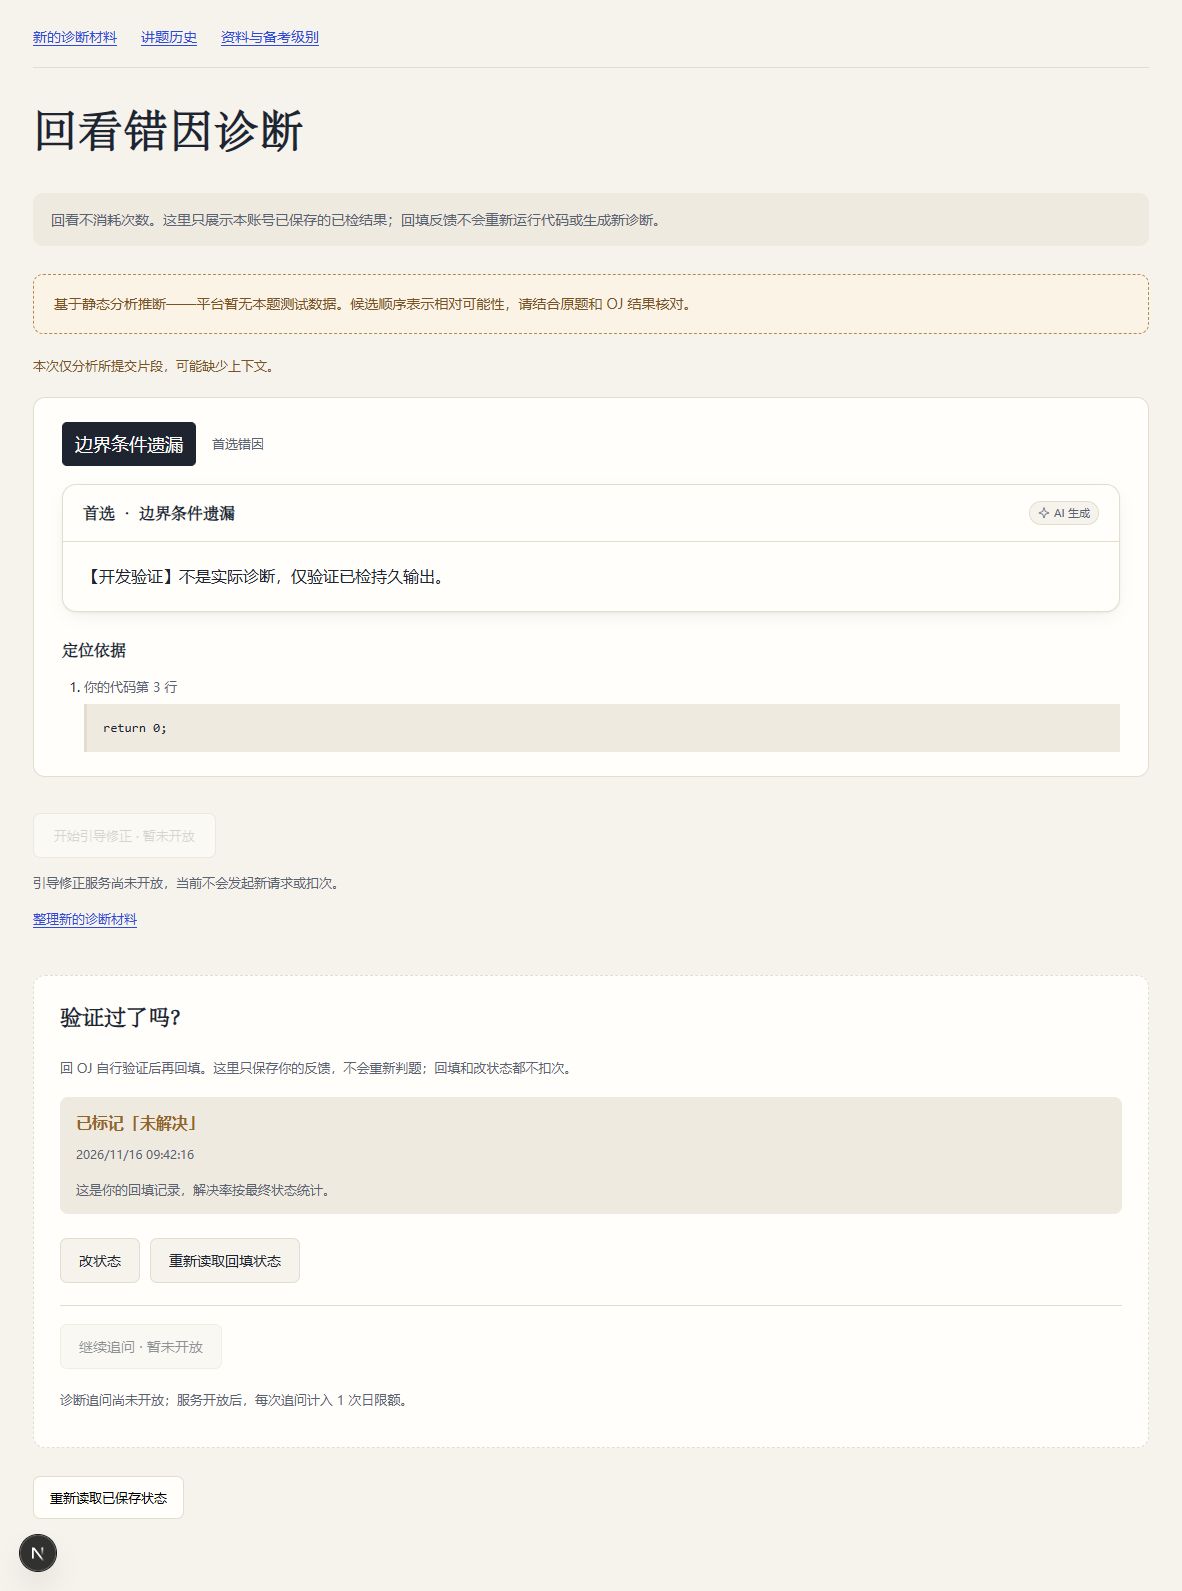 新的诊断材料 讲题历史 资料与备考级别
回看错因诊断
回看不消耗次数。这里只展示本账号已保存的已检结果；回填反馈不会重新运行代码或生成新诊断。
基于静态分析推断——平台暂无本题测试数据。候选顺序表示相对可能性，请结合原题和 OJ 结果核对。
本次仅分析所提交片段，可能缺少上下文。
边界条件遗漏 首选错因
首选 · 边界条件遗漏 AI 生成
【开发验证】不是实际诊断，仅验证已检持久输出。
定位依据
1. 你的代码第 3 行
return 0;
开始引导修正 · 暂未开放
引导修正服务尚未开放，当前不会发起新请求或扣次。
整理新的诊断材料
验证过了吗？
回 OJ 自行验证后再回填。这里只保存你的反馈，不会重新判题；回填和改状态都不扣次。
已标记「未解决」
2026/11/16 09:42:16
这是你的回填记录，解决率按最终状态统计。
改状态 重新读取回填状态
继续追问 · 暂未开放
诊断追问尚未开放；服务开放后，每次追问计入 1 次日限额。
重新读取已保存状态
N